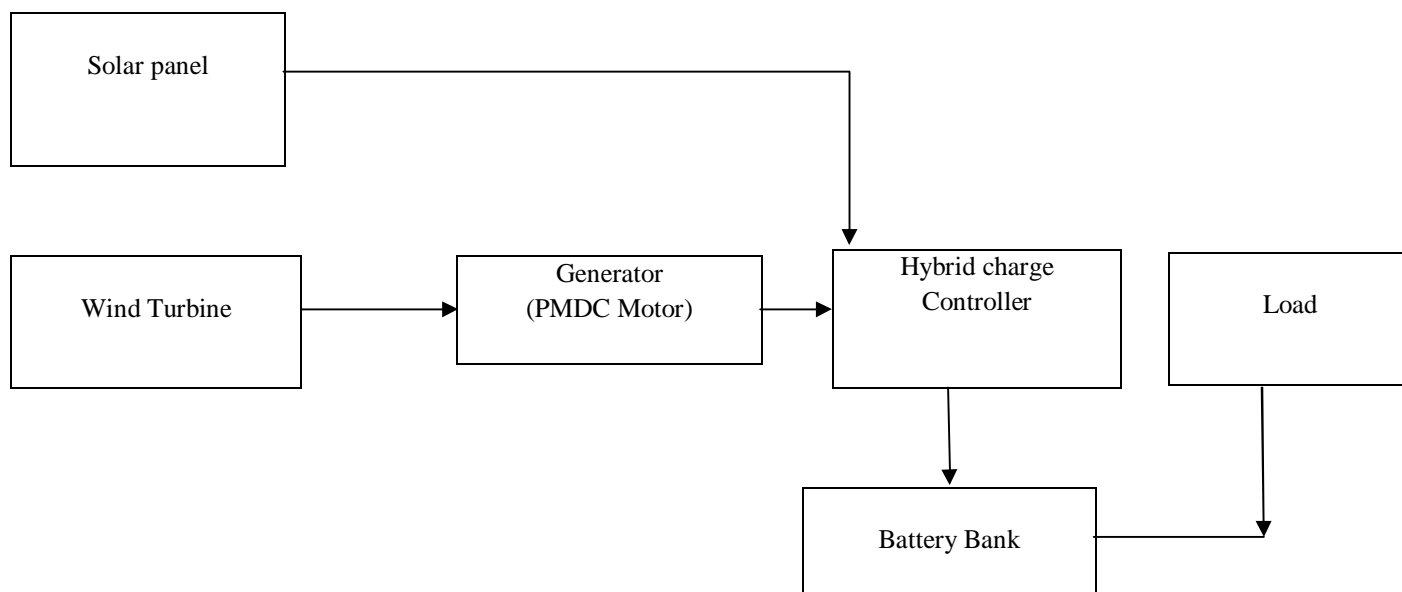 Solar panel
Wind Turbine
Generator
(PMDC Motor)
Hybrid charge
Controller
Load
Battery Bank